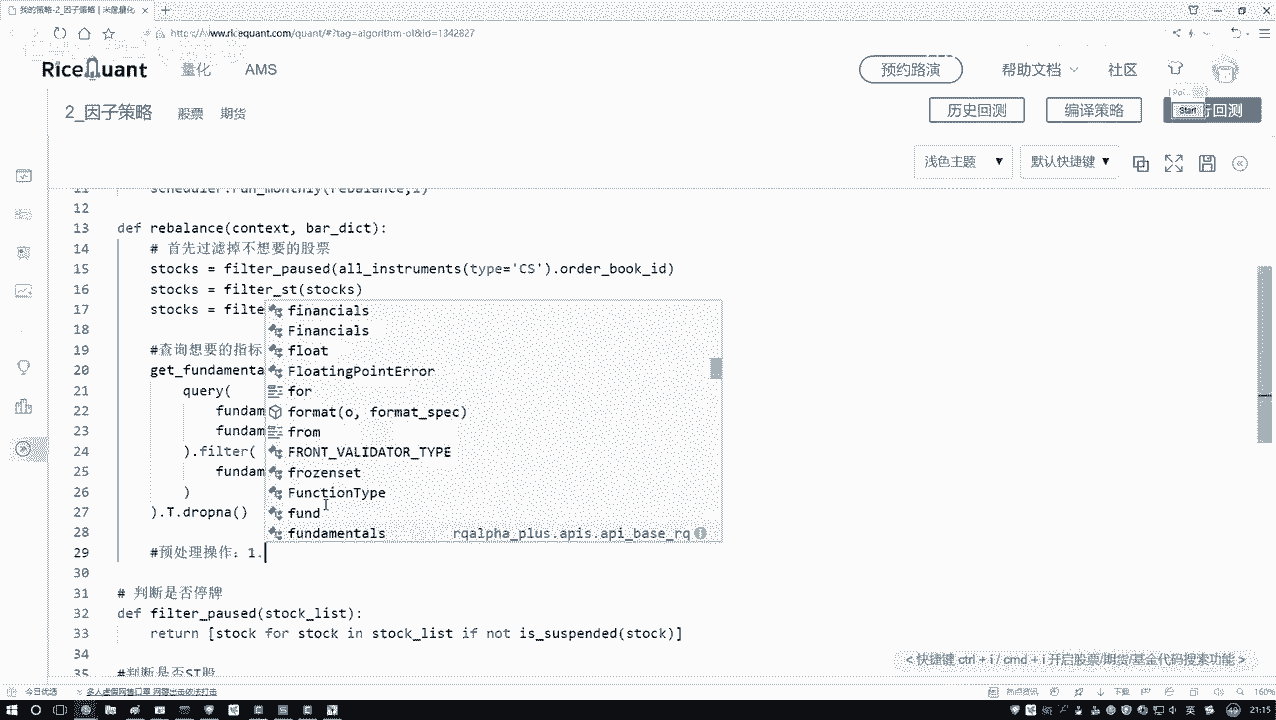 我的策略-2_因子策略 | 米筐量化
https://www.ricequant.com/quant/#?tag=algorithm-ol&id=1342827
RiceQuant 量化 AMS 预约路演 帮助文档 社区
2_因子策略 股票 期货 历史回测 编译策略 行回测
Start
浅色主题 默认快捷键
11 scheduler.run_monthly(rebalance,1)
12
13 def rebalance(context, bar_dict):
14 # 首先过滤掉不想要的股票
15 stocks = filter_paused(all_instruments(type='CS').order_book_id)
16 stocks = filter_st(stocks)
17 stocks = filte
18
19 #查询想要的指标
20 get_fundamenta
21 query(
22 fundam
23 fundam
24 ).filter(
25 fundam
26 )
27 ).T.dropna()
28
29 #预处理操作：1.
30
31 # 判断是否停牌
32 def filter_paused(stock_list):
33 return [stock for stock in stock_list if not is_suspended(stock)]
34
35 #判断是否ST股
financials
Financials
float
FloatingPointError
for
format(o, format_spec)
from
FRONT_VALIDATOR_TYPE
frozenset
FunctionType
fund
fundamentals rqalpha_plus.apis.api_base_rq
< 快捷键 ctrl + i / cmd + i 开启股票/期货/基金代码搜索功能 >
今日优选 多人虚假网售口罩 网警出击依法打击
热点资讯 下载 160%
英 21:15